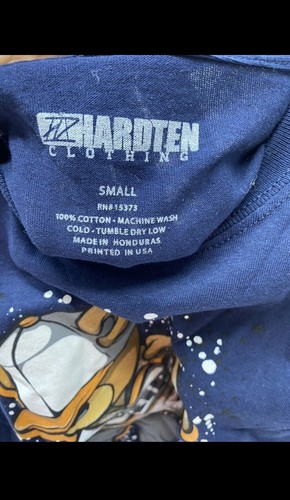 HARDTEN
CLOTHING
SMALL
RN#15373
100% COTTON • MACHINE WASH
COLD • TUMBLE DRY LOW
MADE IN HONDURAS
PRINTED IN USA